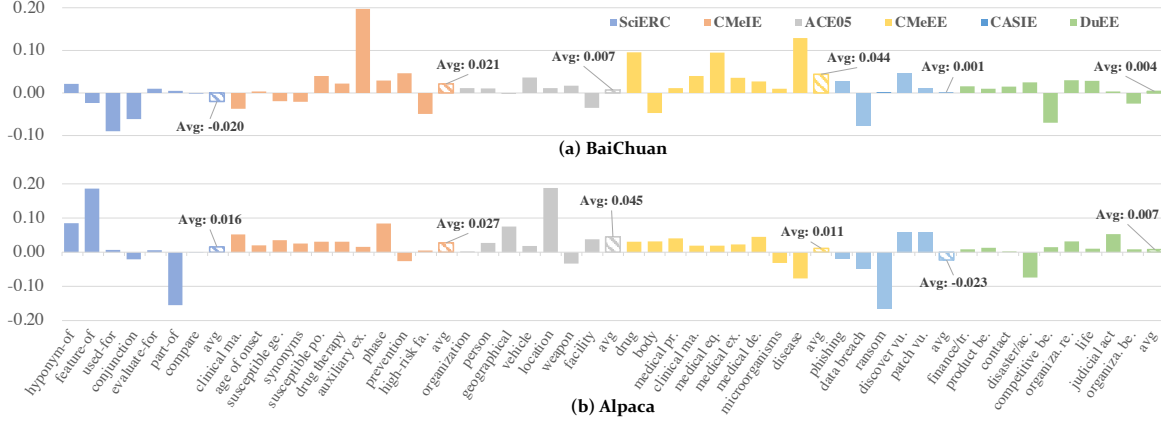 0.20
SciERC CMeIE ACE05 CMeEE CASIE DuEE
0.10
Avg: 0.021
Avg: 0.007
Avg: 0.044
Avg: 0.001
Avg: 0.004
0.00
Avg: -0.020
-0.10
(a) BaiChuan
0.20
Avg: 0.016
Avg: 0.027
Avg: 0.045
Avg: 0.011
Avg: 0.007
0.10
0.00
Avg: -0.023
-0.10
-0.20
hyponym-of
feature-of
used-for
conjunction
evaluate-for
part-of
compare
avg
clinical ma.
age of onset
susceptible ge.
synonyms
susceptible po.
drug therapy
auxiliary ex.
phase
prevention
high-risk fa.
avg
organization
person
geographical
vehicle
location
weapon
facility
avg
drug
body
medical pr.
clinical ma.
medical eq.
medical ex.
medical de.
microorganisms
disease
avg
phishing
data breach
ransom
discover vu.
patch vu.
avg
finance/tr.
product be.
contact
disaster/ac.
competitive be.
organiza. re.
life
judicial act
organiza. be.
avg
(b) Alpaca